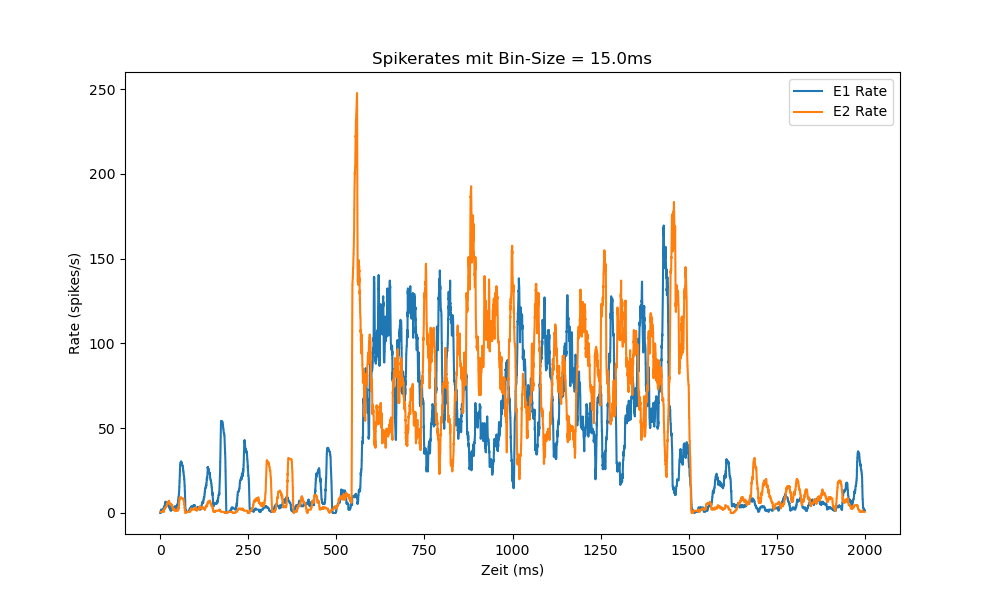 Spikerates mit Bin-Size = 15.0ms
E1 Rate
E2 Rate
Rate (spikes/s)
250
200
150
100
50
0
0 250 500 750 1000 1250 1500 1750 2000
Zeit (ms)